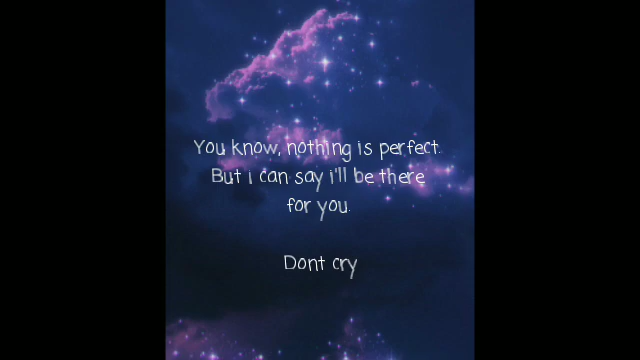 You know, nothing is perfect.
But i can say i'll be there
for you.
Dont cry